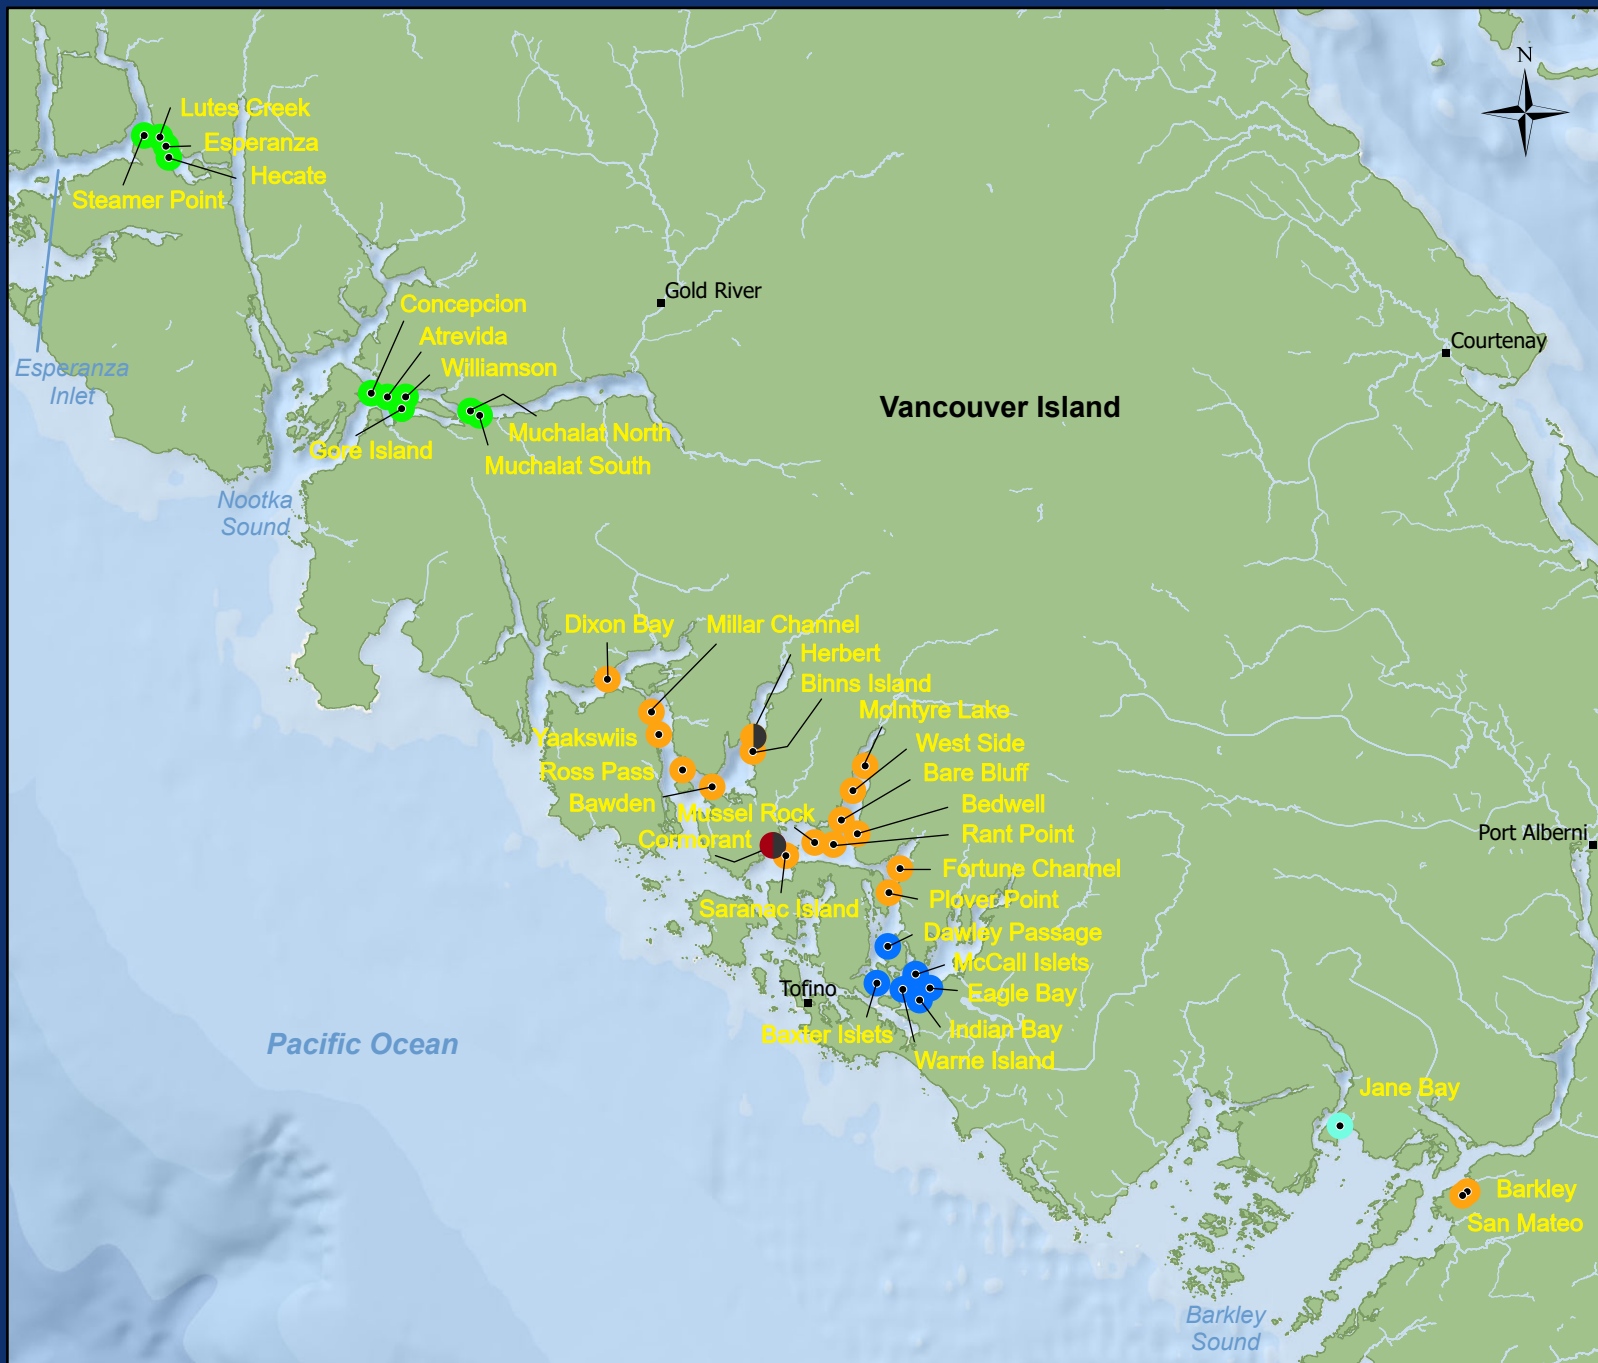 N
Lutes Creek
Esperanza
Hecate
Steamer Point
Gold River
Concepcion
Atrevida
Williamson
Courtenay
Esperanza
Inlet
Vancouver Island
Muchalat North
Gore Island
Muchalat South
Nootka
Sound
Dixon Bay
Millar Channel
Herbert
Binns Island
McIntyre Lake
Yaakswiis
West Side
Ross Pass
Bare Bluff
Bawden
Bedwell
Mussel Rock
Rant Point
Port Alberni
Cormorant
Fortune Channel
Plover Point
Saranac Island
Dawley Passage
McCall Islets
Tofino
Eagle Bay
Indian Bay
Baxter Islets
Pacific Ocean
Warne Island
Jane Bay
Barkley
San Mateo
Barkley
Sound